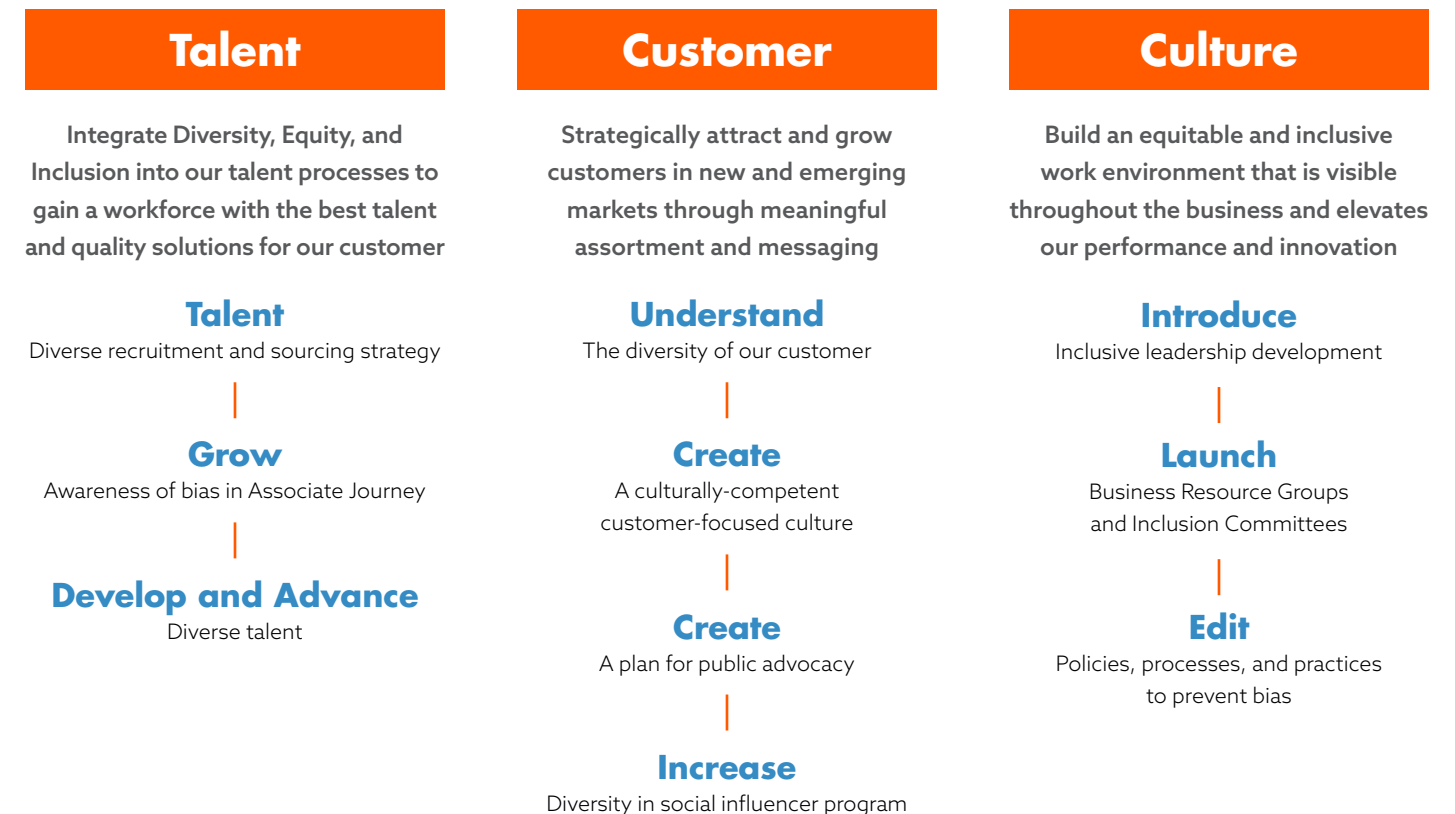 Talent
Integrate Diversity, Equity, and
Inclusion into our talent processes to
gain a workforce with the best talent
and quality solutions for our customer
Talent
Diverse recruitment and sourcing strategy
Grow
Awareness of bias in Associate Journey
Develop and Advance
Diverse talent
Customer
Strategically attract and grow
customers in new and emerging
markets through meaningful
assortment and messaging
Understand
The diversity of our customer
Create
A culturally-competent
customer-focused culture
Create
A plan for public advocacy
Increase
Diversity in social influencer program
Culture
Build an equitable and inclusive
work environment that is visible
throughout the business and elevates
our performance and innovation
Introduce
Inclusive leadership development
Launch
Business Resource Groups
and Inclusion Committees
Edit
Policies, processes, and practices
to prevent bias